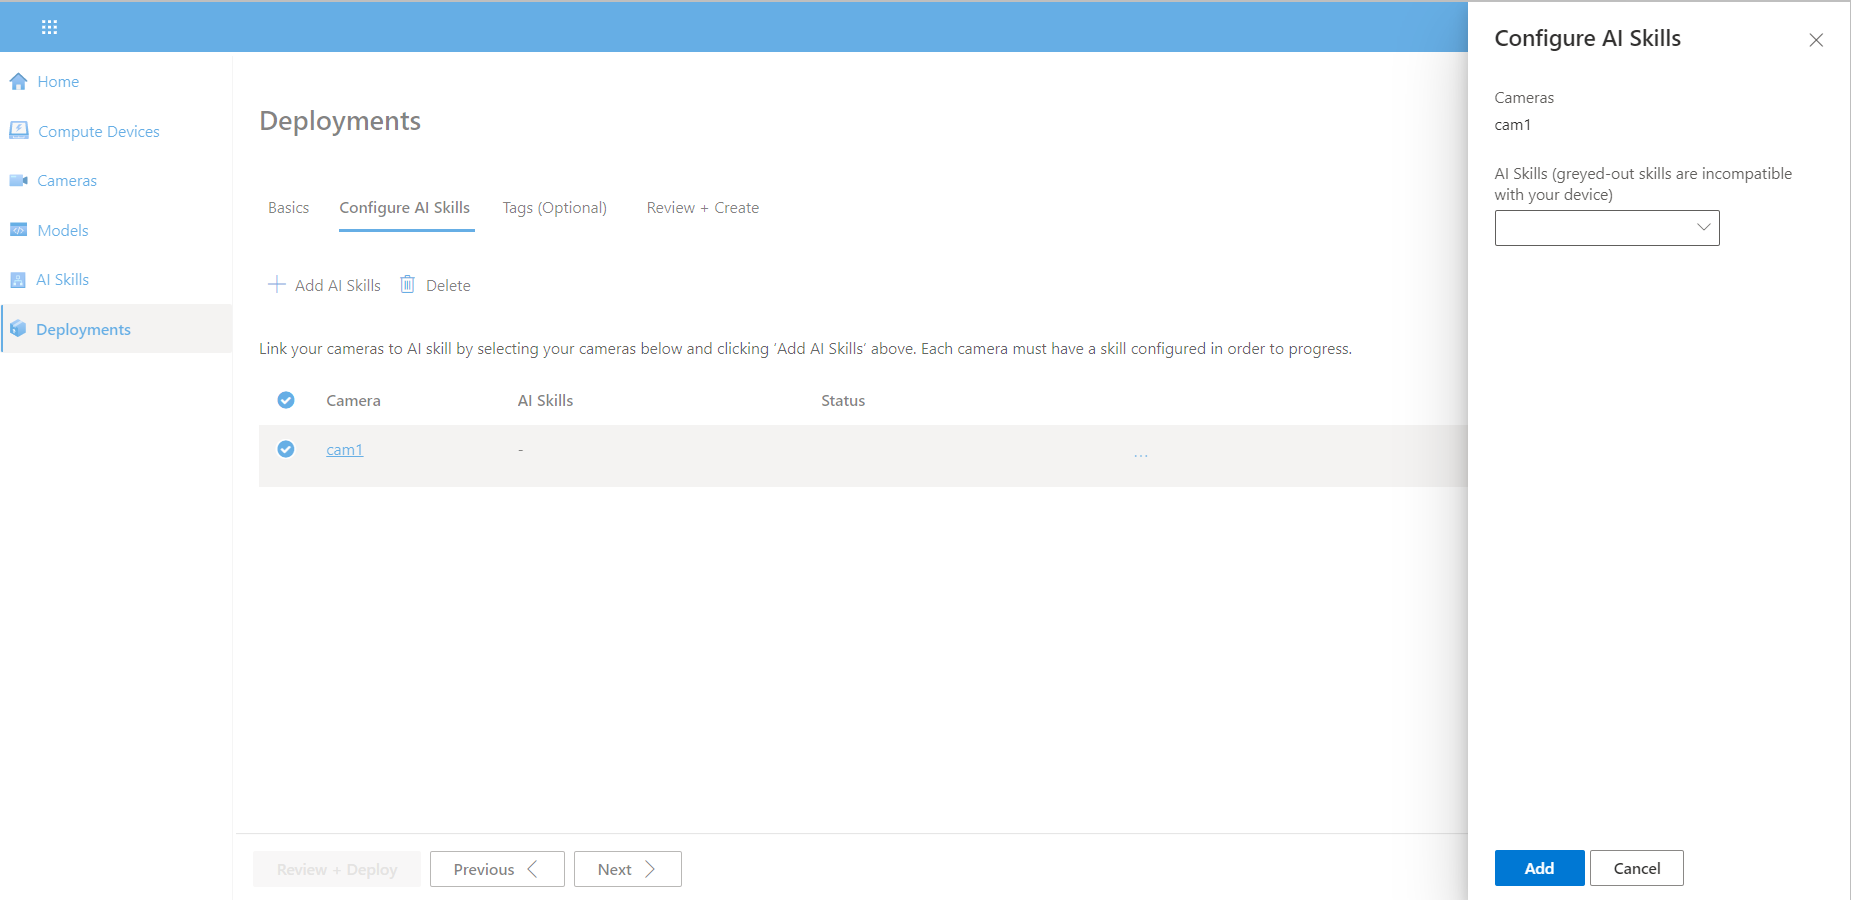 Home
Compute Devices
Cameras
Models
AI Skills
Deployments
Deployments
Basics Configure AI Skills Tags (Optional) Review + Create
Add AI Skills Delete
Link your cameras to AI skill by selecting your cameras below and clicking ‘Add AI Skills’ above. Each camera must have a skill configured in order to progress.
Camera AI Skills Status
cam1 - ...
Review + Deploy Previous Next
Configure AI Skills
Cameras
cam1
AI Skills (greyed-out skills are incompatible
with your device)
Add Cancel